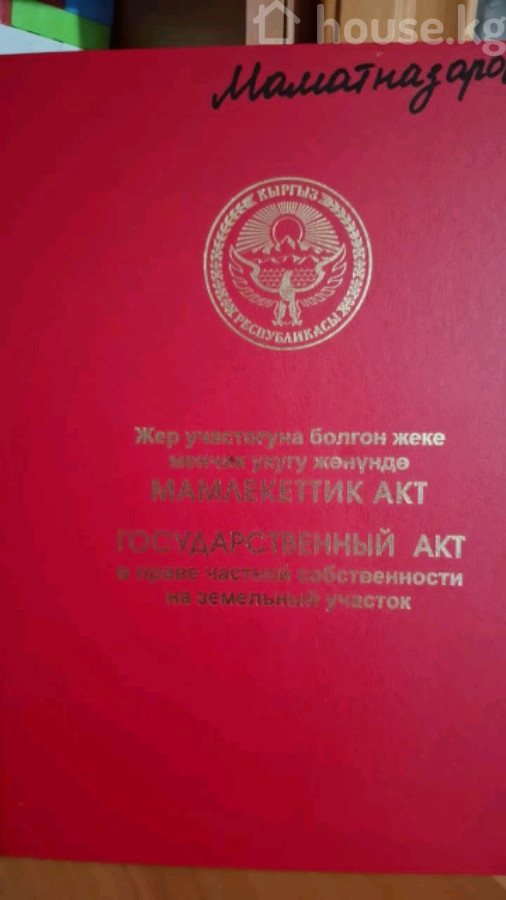 house.kg
Маматназаро
КЫРГЫЗ
РЕСПУБЛИКАСЫ
Жер участогуна болгон жеке
менчик укугу жөнүндө
МАМЛЕКЕТТИК АКТ
ГОСУДАРСТВЕННЫЙ АКТ
о праве частной собственности
на земельный участок